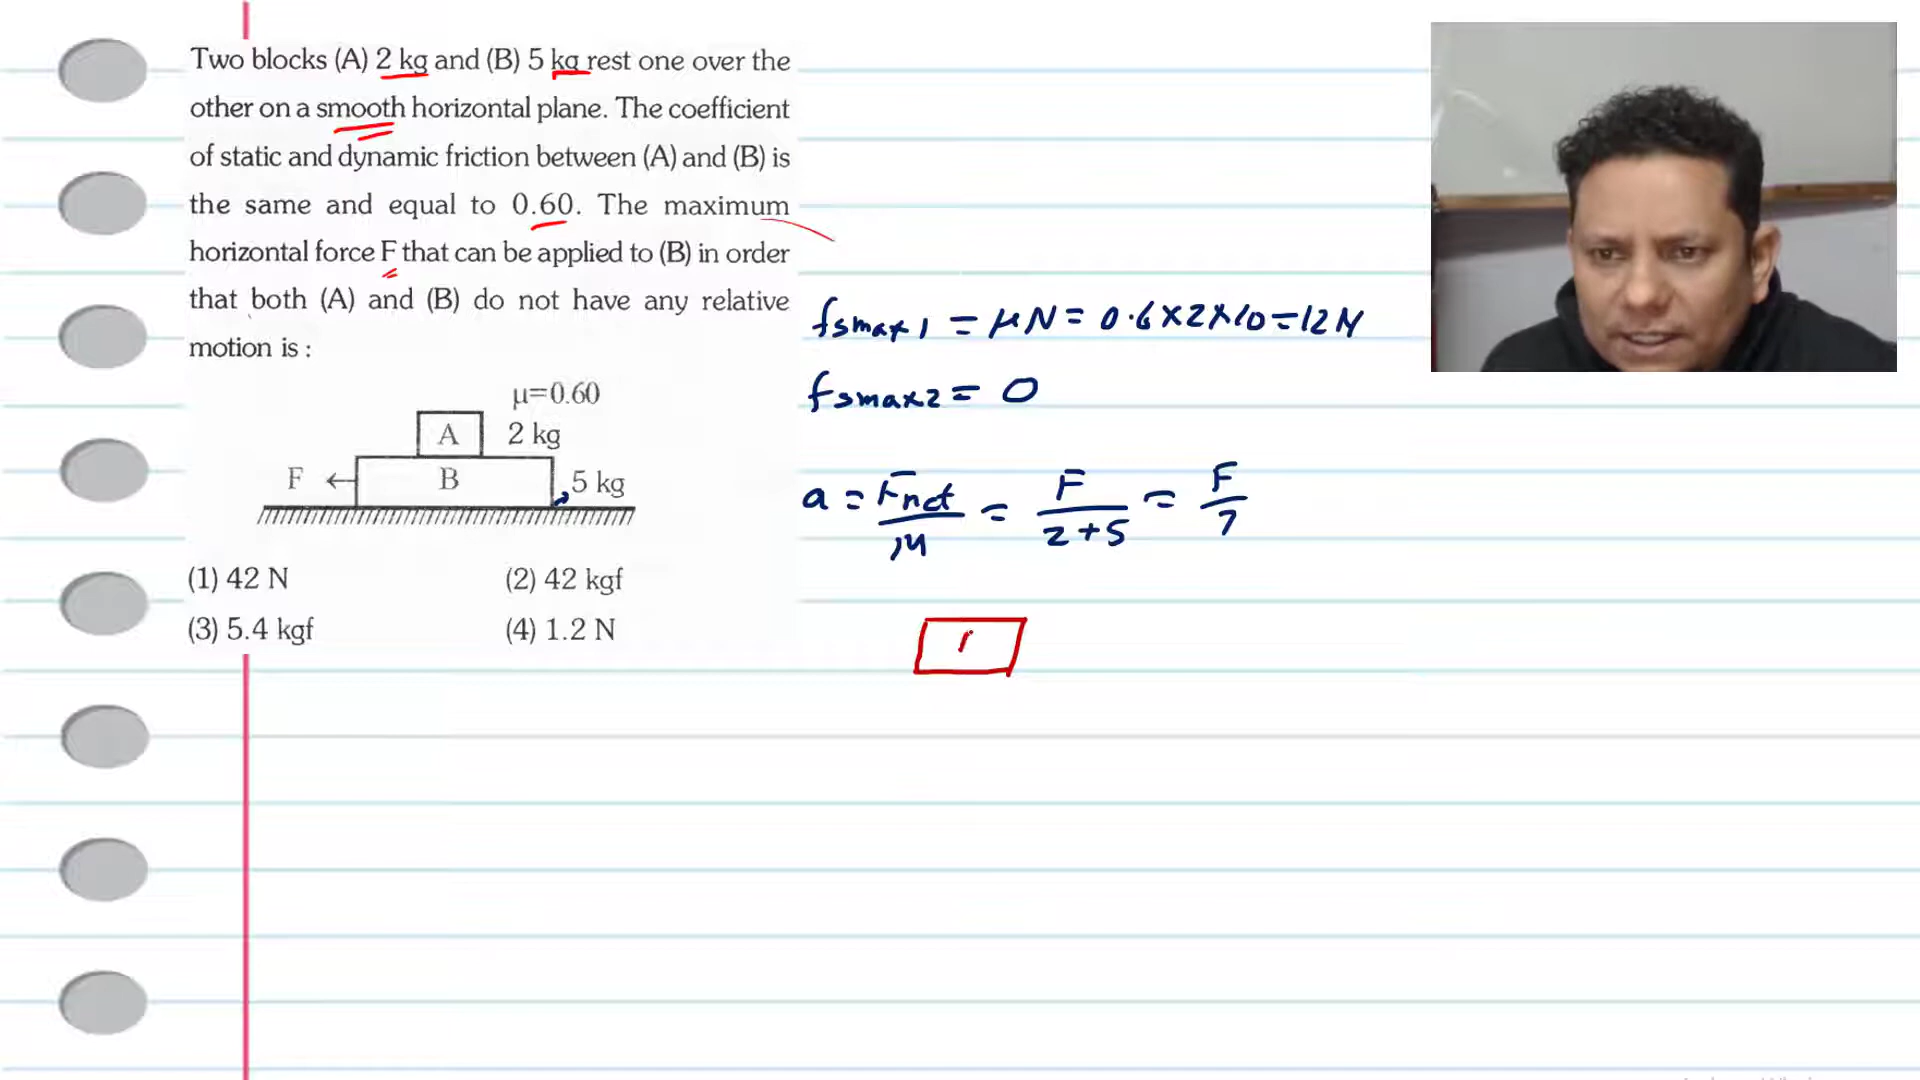 Two blocks (A) 2 kg and (B) 5 kg rest one over the
other on a smooth horizontal plane. The coefficient
of static and dynamic friction between (A) and (B) is
the same and equal to 0.60. The maximum
horizontal force F that can be applied to (B) in order
that both (A) and (B) do not have any relative
motion is :
μ=0.60
A 2 kg
F ← B 5 kg
(1) 42 N (2) 42 kgf
(3) 5.4 kgf (4) 1.2 N
fsmax1 = μN = 0.6×2×10=12N
fsmax2 = 0
a = Fnet/M = F/2+5 = F/7